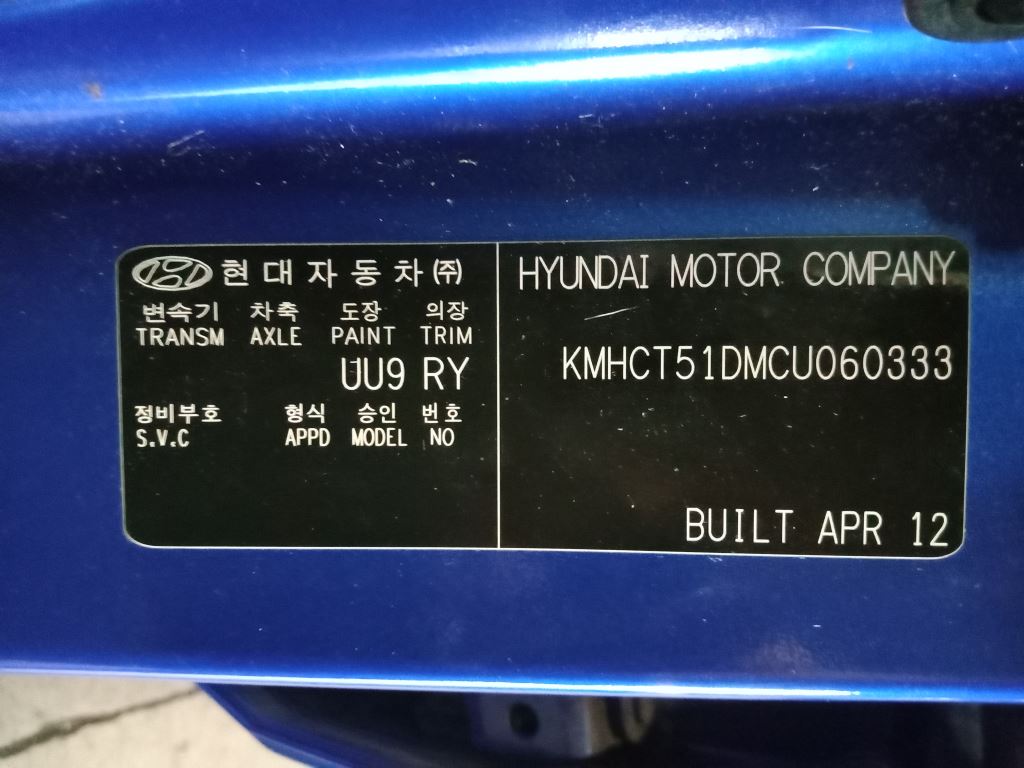 현대자동차(주)
변속기 차축 도장 의장
TRANSM AXLE PAINT TRIM
UU9 RY
정비부호 형식 승인 번호
S.V.C APPD MODEL NO
HYUNDAI MOTOR COMPANY
KMHCT51DMCU060333
BUILT APR 12